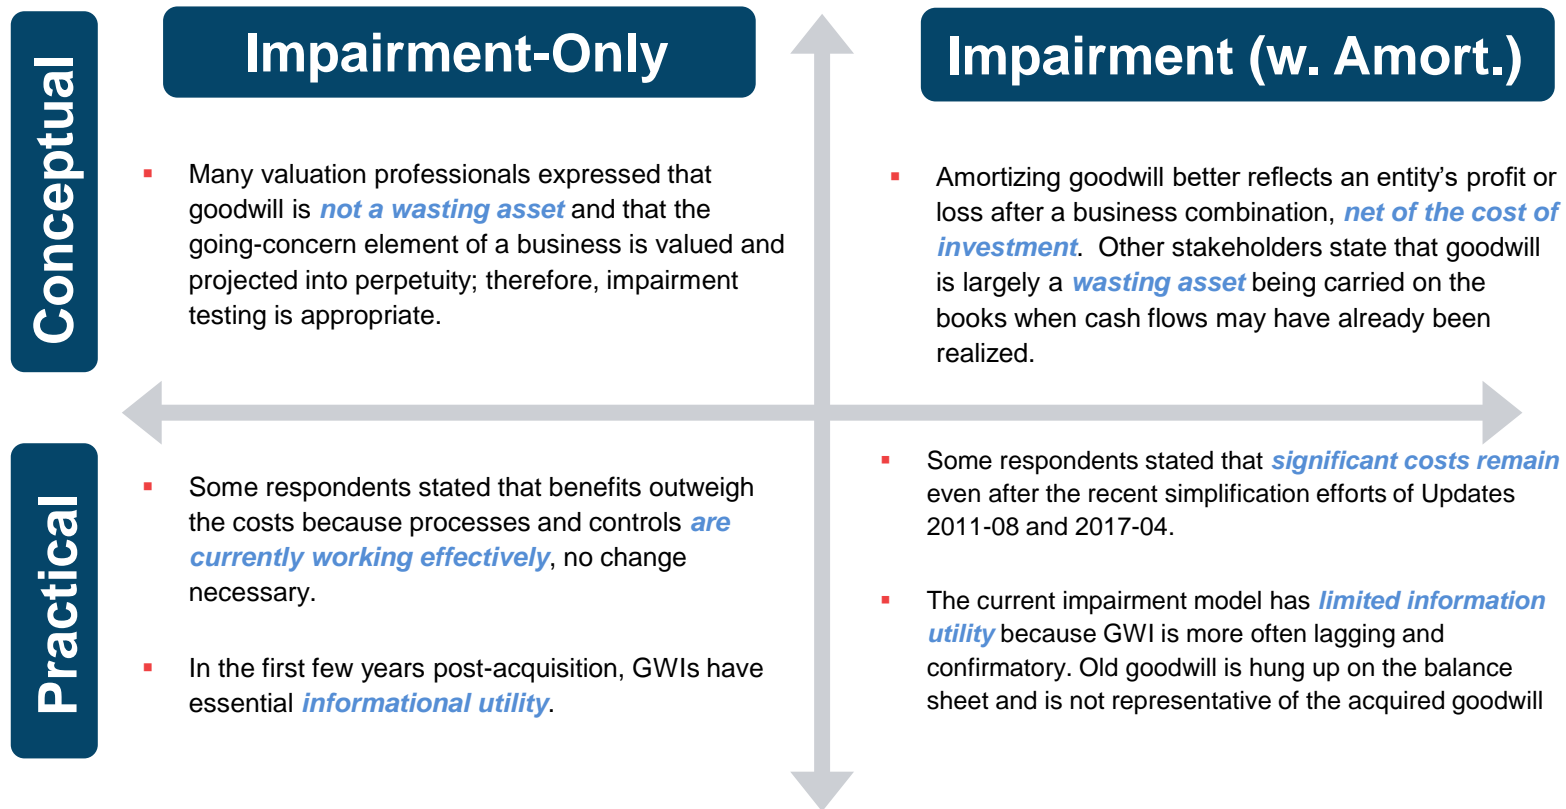 Conceptual
Impairment-Only
Impairment (w. Amort.)
▪ Many valuation professionals expressed that
goodwill is not a wasting asset and that the
going-concern element of a business is valued and
projected into perpetuity; therefore, impairment
testing is appropriate.
▪ Amortizing goodwill better reflects an entity’s profit or
loss after a business combination, net of the cost of
investment.  Other stakeholders state that goodwill
is largely a wasting asset being carried on the
books when cash flows may have already been
realized.
Practical
▪ Some respondents stated that benefits outweigh
the costs because processes and controls are
currently working effectively, no change
necessary.
▪ In the first few years post-acquisition, GWIs have
essential informational utility.
▪ Some respondents stated that significant costs remain
even after the recent simplification efforts of Updates
2011-08 and 2017-04.
▪ The current impairment model has limited information
utility because GWI is more often lagging and
confirmatory. Old goodwill is hung up on the balance
sheet and is not representative of the acquired goodwill